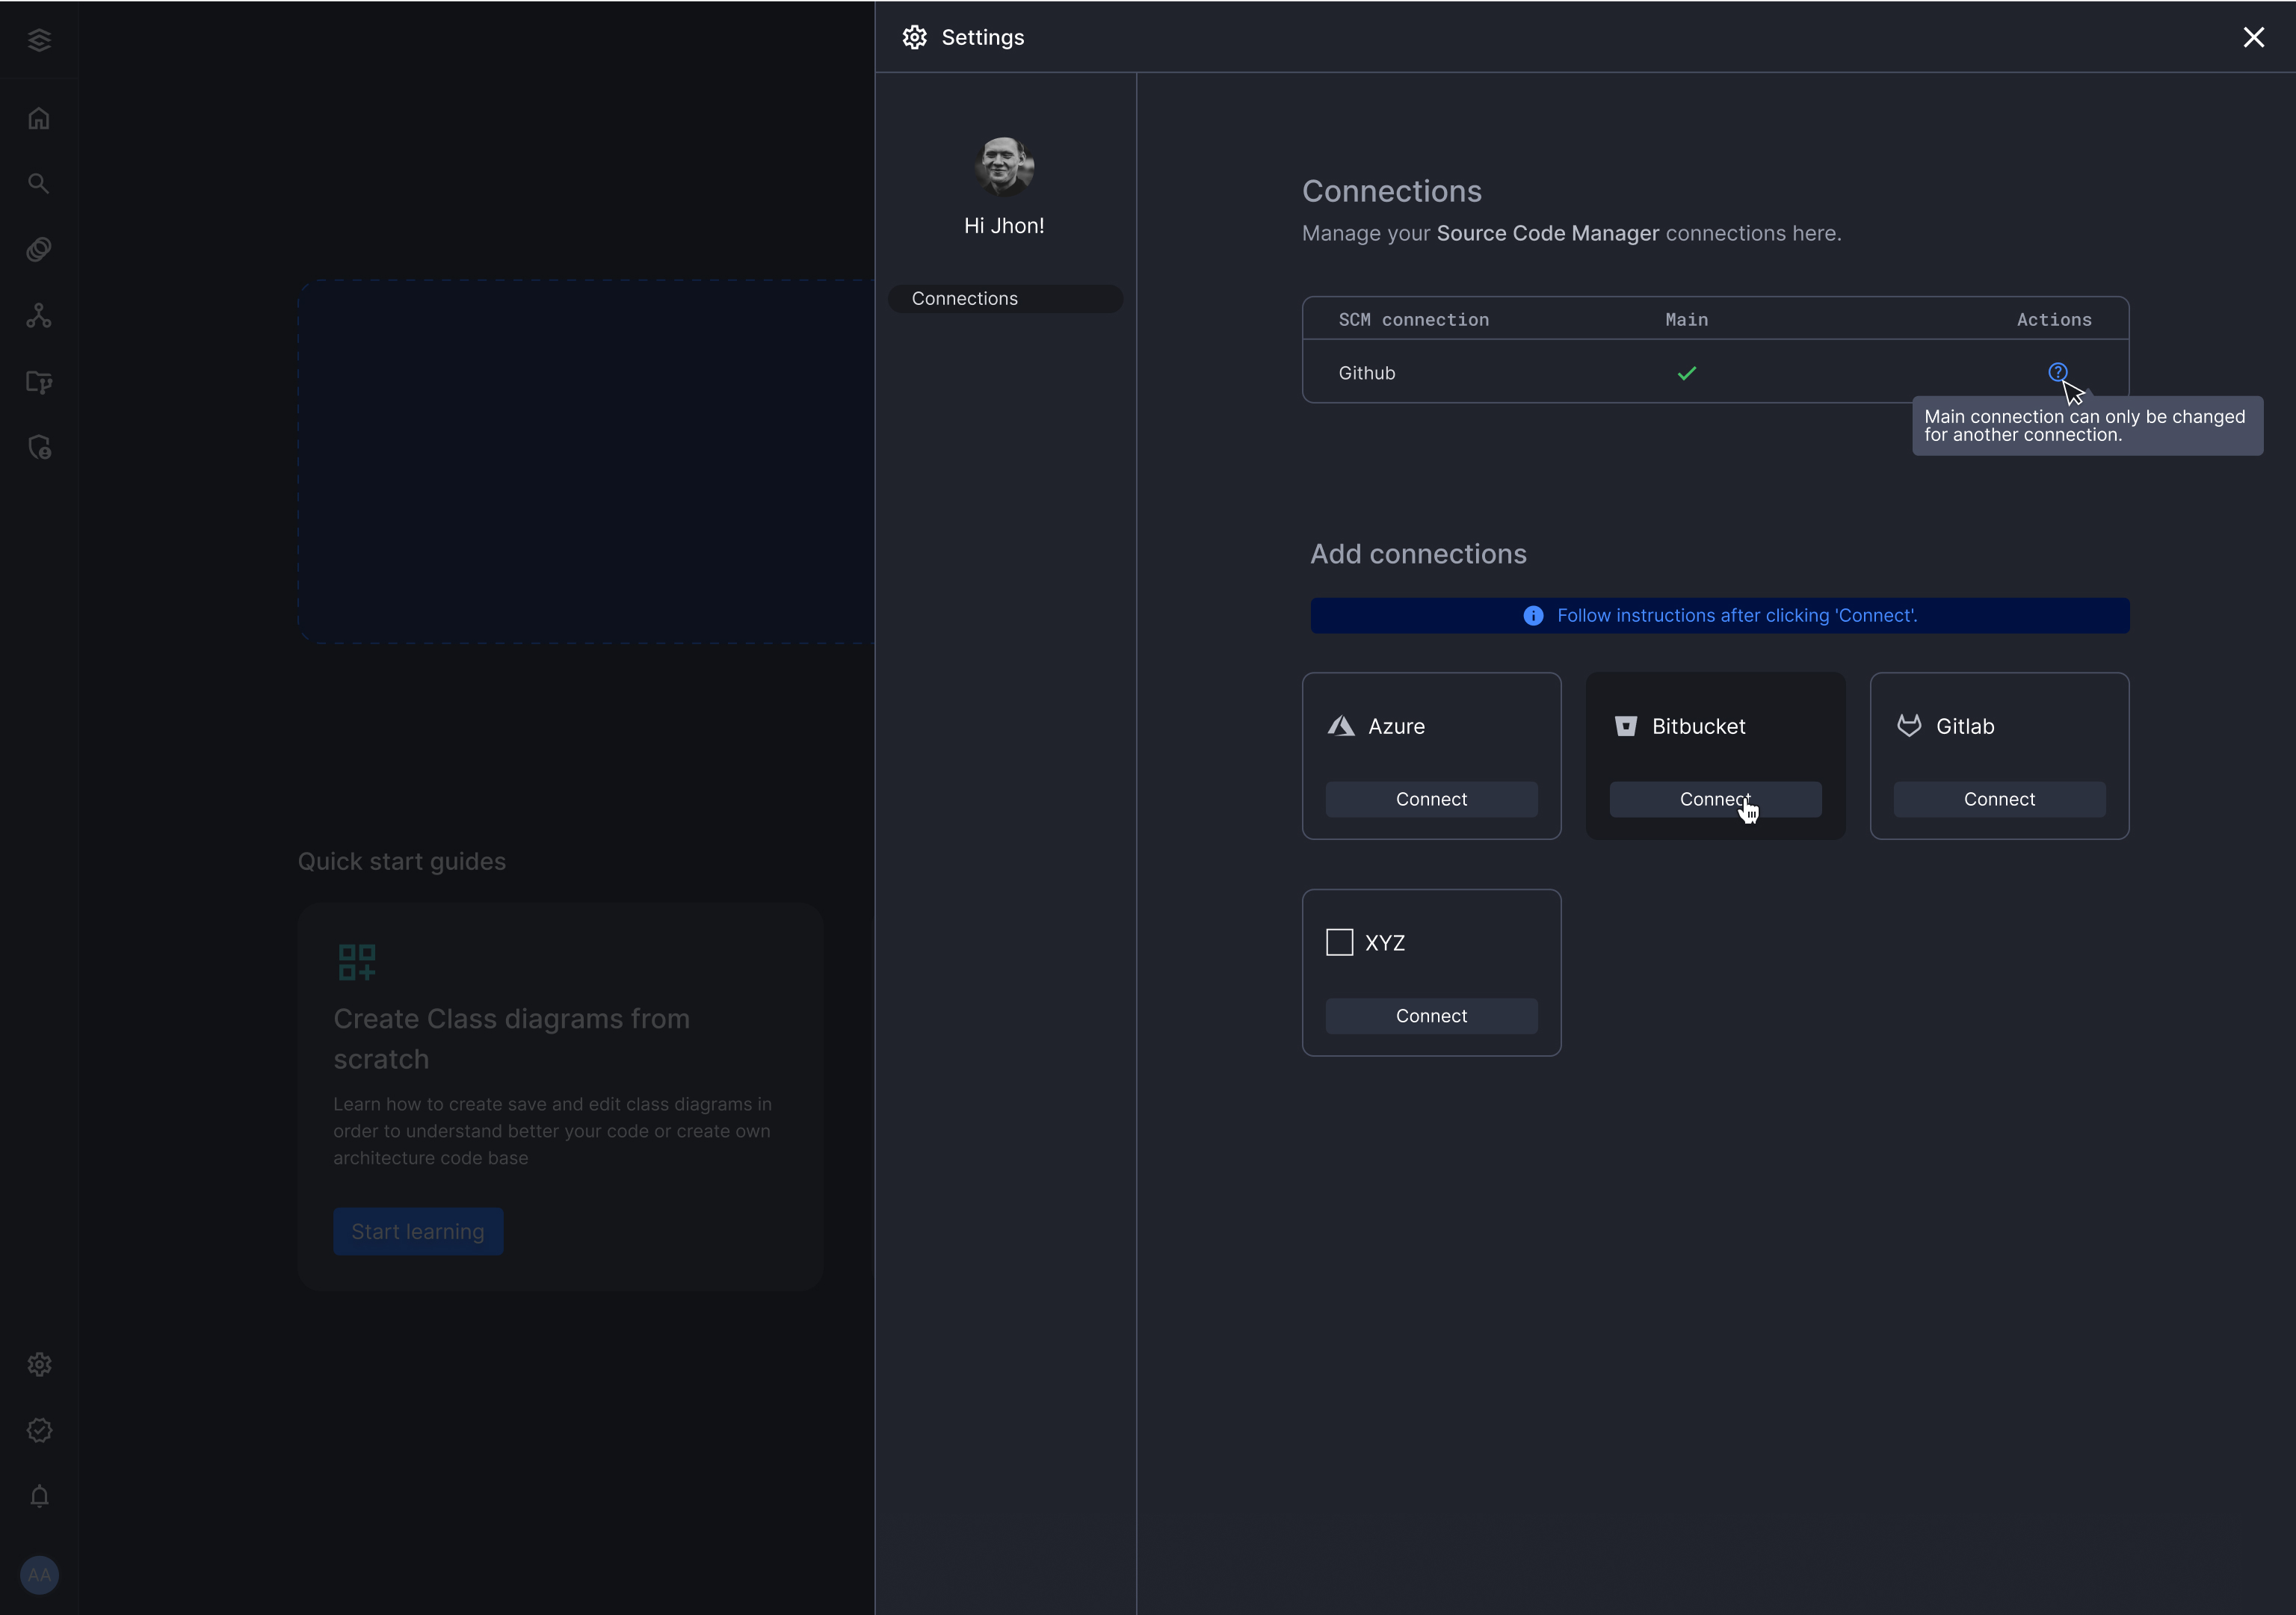 Settings
Hi Jhon!
Connections
Connections
Manage your Source Code Manager connections here.
SCM connection Main Actions
Github
Main connection can only be changed
for another connection.
Add connections
Follow instructions after clicking 'Connect'.
Azure
Connect
Bitbucket
Connect
Gitlab
Connect
XYZ
Connect
Quick start guides
Create Class diagrams from
scratch
Learn how to create save and edit class diagrams in
order to understand better your code or create own
architecture code base
Start learning
AA